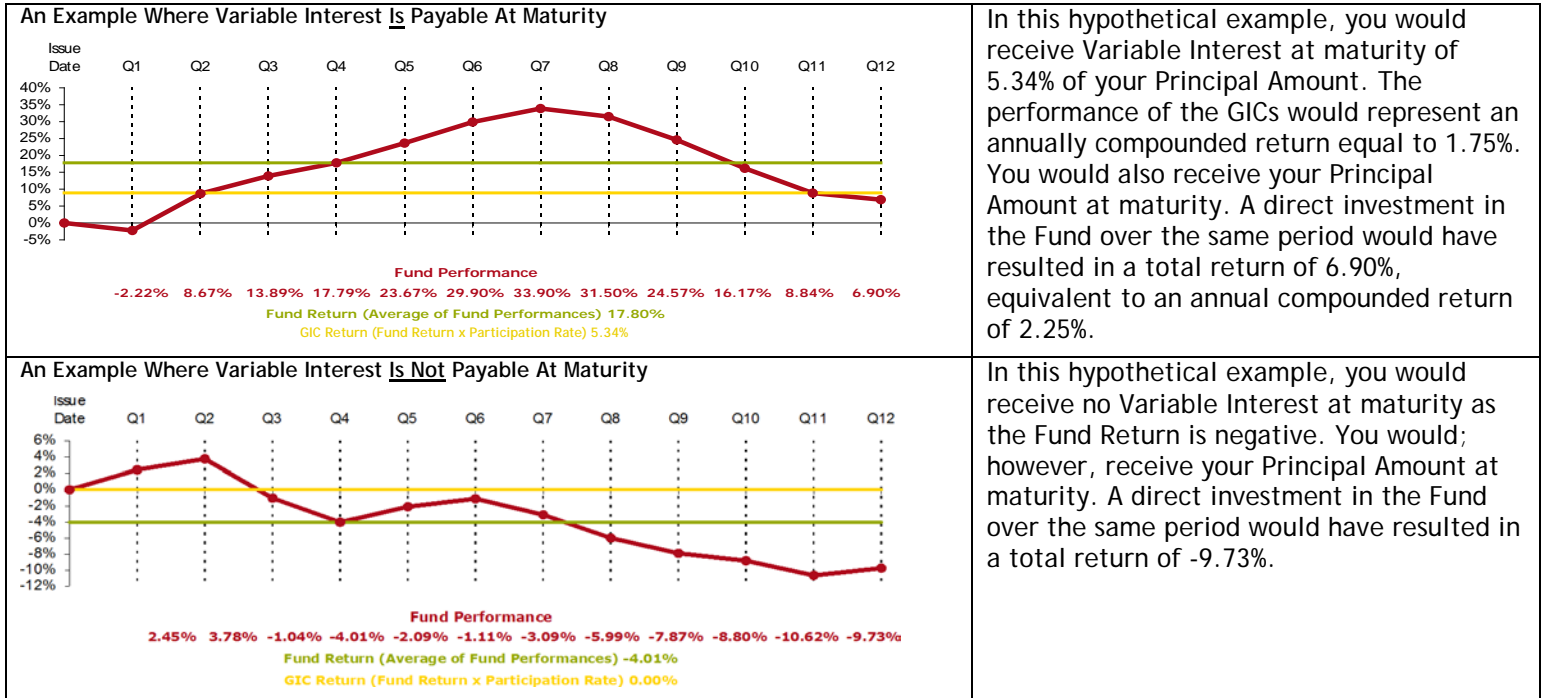 An Example Where Variable Interest Is Payable At Maturity
Issue
Date Q1 Q2 Q3 Q4 Q5 Q6 Q7 Q8 Q9 Q10 Q11 Q12
40%
35%
30%
25%
20%
15%
10%
5%
0%
-5%
Fund Performance
-2.22% 8.67% 13.89% 17.79% 23.67% 29.90% 33.90% 31.50% 24.57% 16.17% 8.84% 6.90%
Fund Return (Average of Fund Performances) 17.80%
GIC Return (Fund Return x Participation Rate) 5.34%
In this hypothetical example, you would
receive Variable Interest at maturity of
5.34% of your Principal Amount. The
performance of the GICs would represent an
annually compounded return equal to 1.75%.
You would also receive your Principal
Amount at maturity. A direct investment in
the Fund over the same period would have
resulted in a total return of 6.90%,
equivalent to an annual compounded return
of 2.25%.
An Example Where Variable Interest Is Not Payable At Maturity
Issue
Date Q1 Q2 Q3 Q4 Q5 Q6 Q7 Q8 Q9 Q10 Q11 Q12
6%
4%
2%
0%
-2%
-4%
-6%
-8%
-10%
-12%
Fund Performance
2.45% 3.78% -1.04% -4.01% -2.09% -1.11% -3.09% -5.99% -7.87% -8.80% -10.62% -9.73%
Fund Return (Average of Fund Performances) -4.01%
GIC Return (Fund Return x Participation Rate) 0.00%
In this hypothetical example, you would
receive no Variable Interest at maturity as
the Fund Return is negative. You would;
however, receive your Principal Amount at
maturity. A direct investment in the Fund
over the same period would have resulted in
a total return of -9.73%.